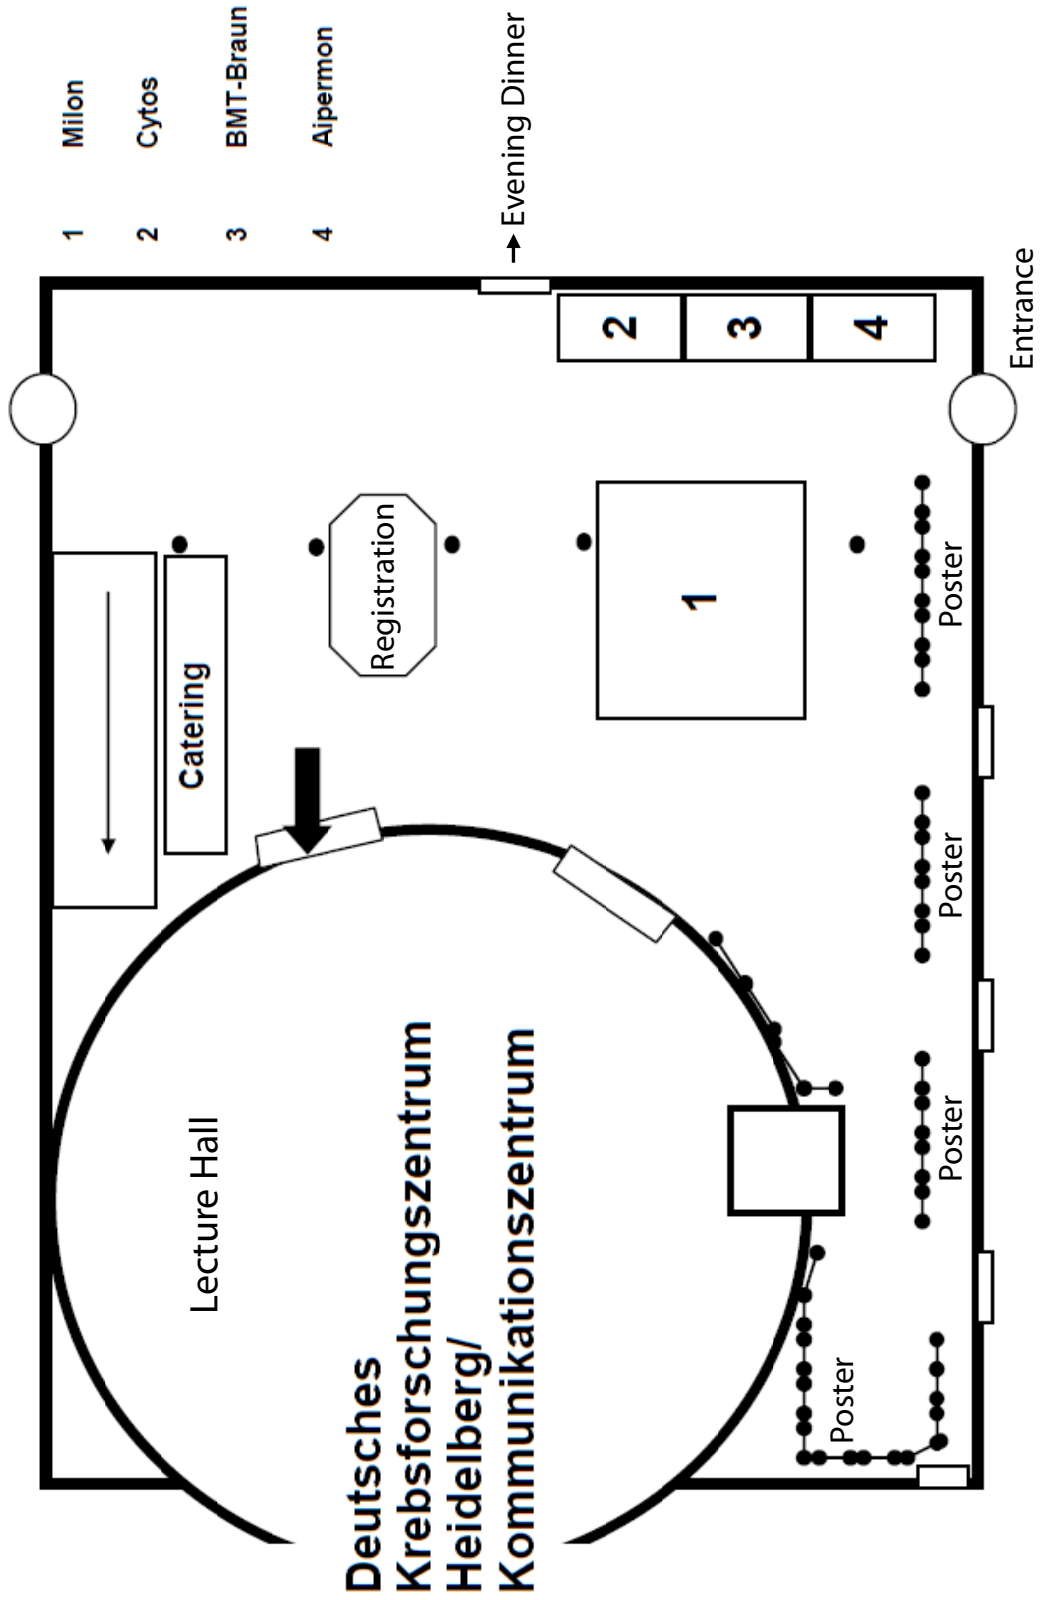 1 Milon
2 Cytos
3 BMT-Braun
4 Aipermon
→ Evening Dinner
Entrance
2
3
4
Registration
Catering
1
Poster
Poster
Poster
Poster
Lecture Hall
Deutsches
Krebsforschungszentrum
Heidelberg/
Kommunikationszentrum